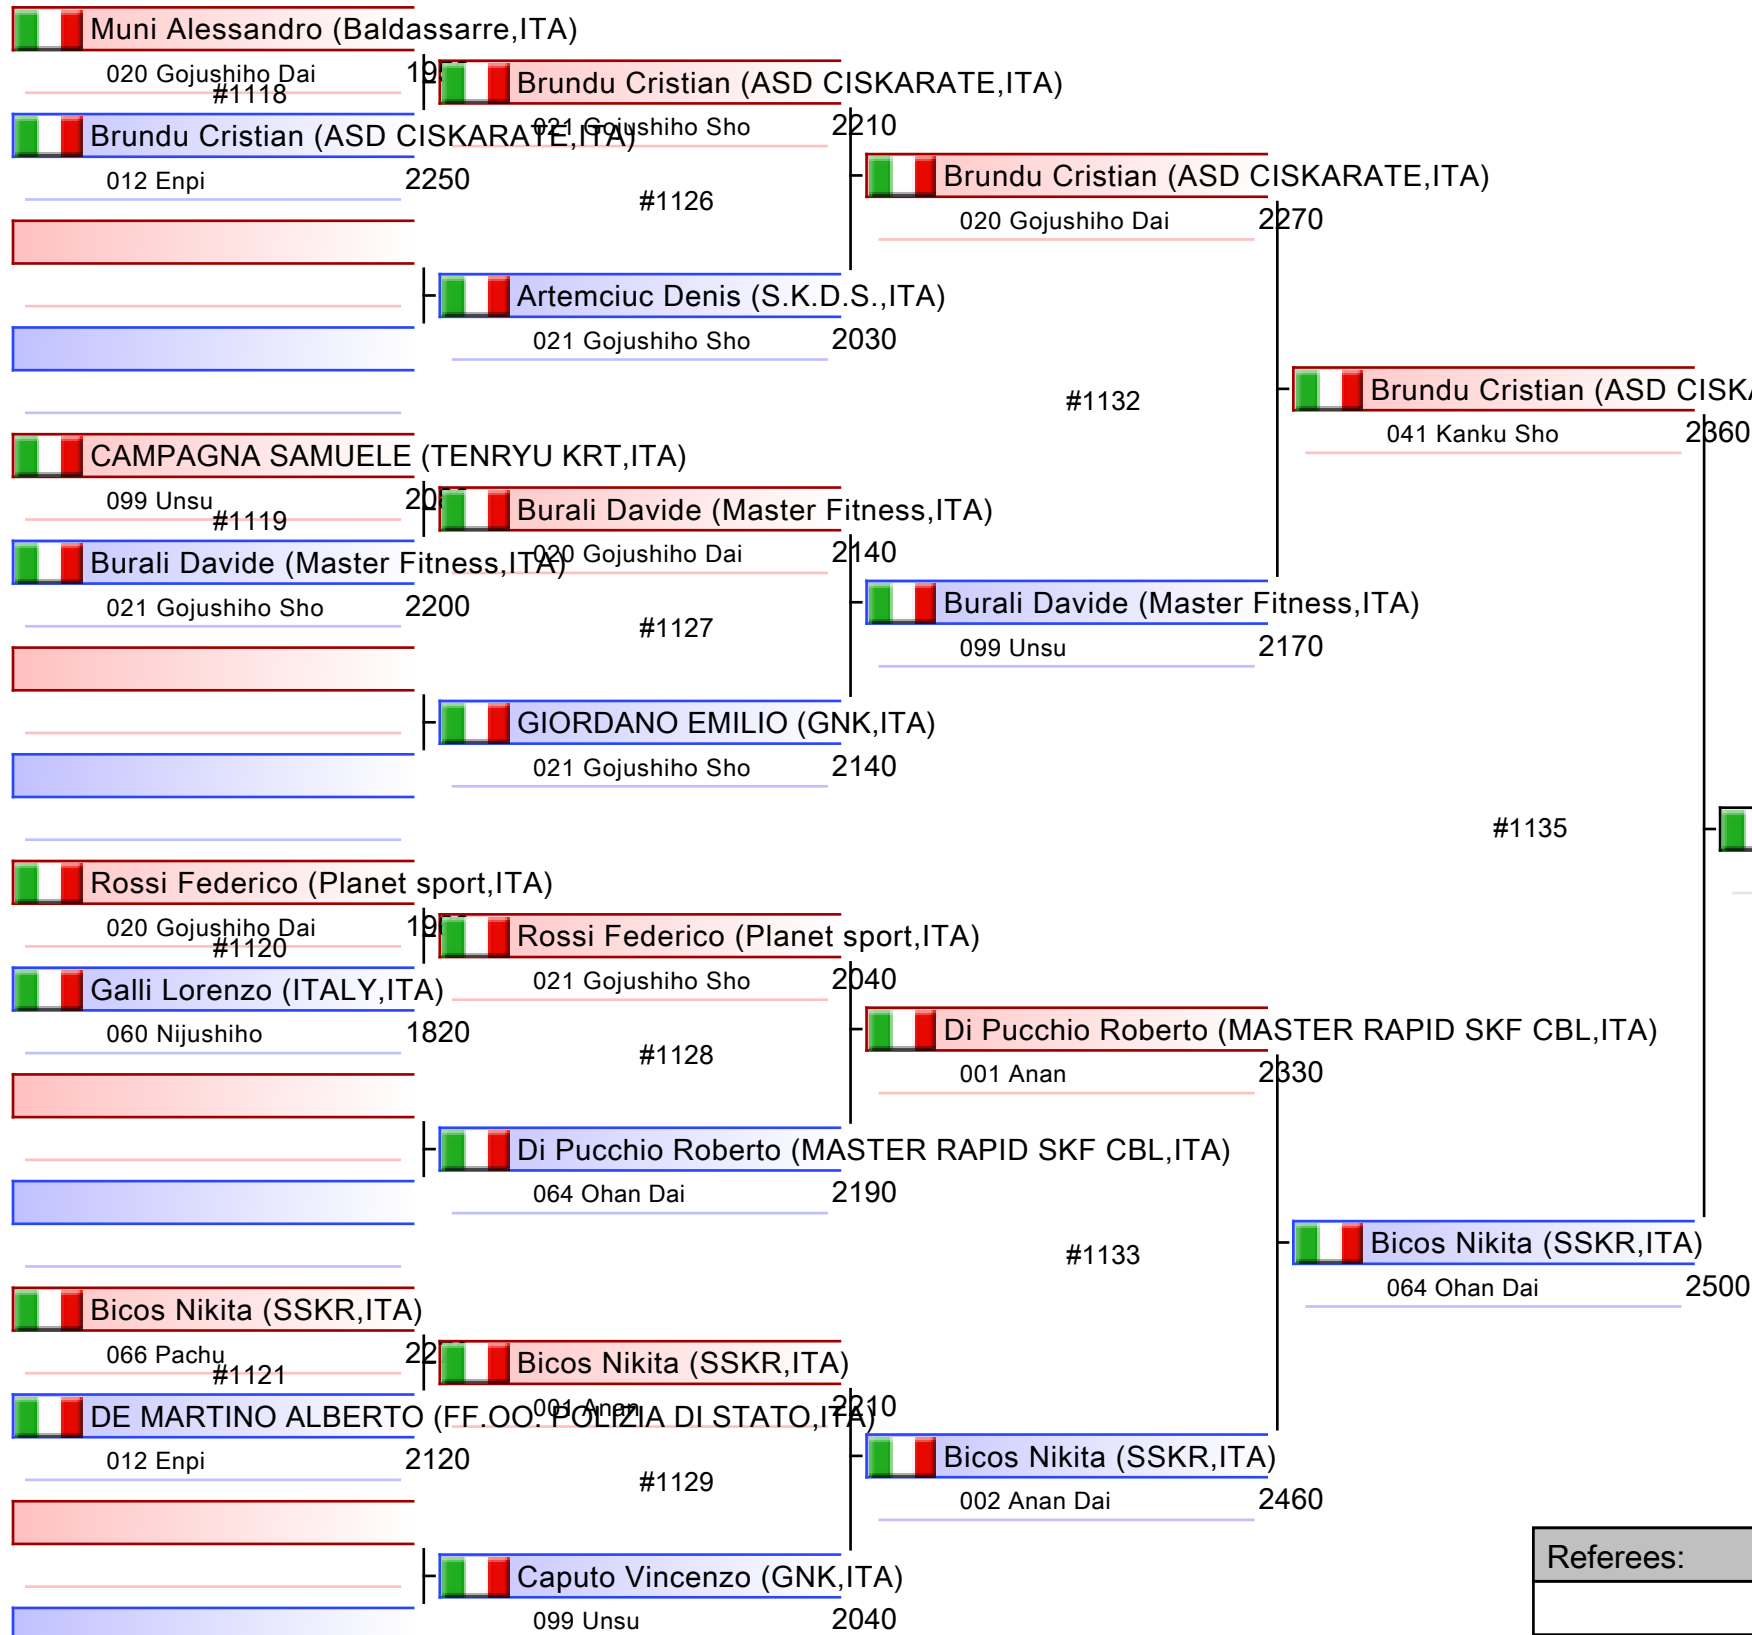 Muni Alessandro (Baldassarre,ITA)
020 Gojushiho Dai
#1118
Brundu Cristian (ASD CISKARATE,ITA)
012 Enpi 2250
CAMPAGNA SAMUELE (TENRYU KRT,ITA)
099 Unsu
#1119
Burali Davide (Master Fitness,ITA)
021 Gojushiho Sho 2200
Rossi Federico (Planet sport,ITA)
020 Gojushiho Dai
#1120
Galli Lorenzo (ITALY,ITA)
060 Nijushiho 1820
Bicos Nikita (SSKR,ITA)
066 Pachu
#1121
DE MARTINO ALBERTO (FF.OO. POLIZIA DI STATO,ITA)
012 Enpi 2120
Brundu Cristian (ASD CISKARATE,ITA)
021 Gojushiho Sho 2210
#1126
Artemciuc Denis (S.K.D.S.,ITA)
021 Gojushiho Sho 2030
Burali Davide (Master Fitness,ITA)
020 Gojushiho Dai 2140
#1127
GIORDANO EMILIO (GNK,ITA)
021 Gojushiho Sho 2140
Rossi Federico (Planet sport,ITA)
021 Gojushiho Sho 2040
#1128
Di Pucchio Roberto (MASTER RAPID SKF CBL,ITA)
064 Ohan Dai 2190
Bicos Nikita (SSKR,ITA)
001 Anan 2210
#1129
Caputo Vincenzo (GNK,ITA)
099 Unsu 2040
Brundu Cristian (ASD CISKARATE,ITA)
020 Gojushiho Dai 2270
#1132
Burali Davide (Master Fitness,ITA)
099 Unsu 2170
Di Pucchio Roberto (MASTER RAPID SKF CBL,ITA)
001 Anan 2330
#1133
Bicos Nikita (SSKR,ITA)
002 Anan Dai 2460
Brundu Cristian (ASD
041 Kanku Sho 2360
#1135
Bicos Nikita (SSKR,ITA)
064 Ohan Dai 2500
Referees: